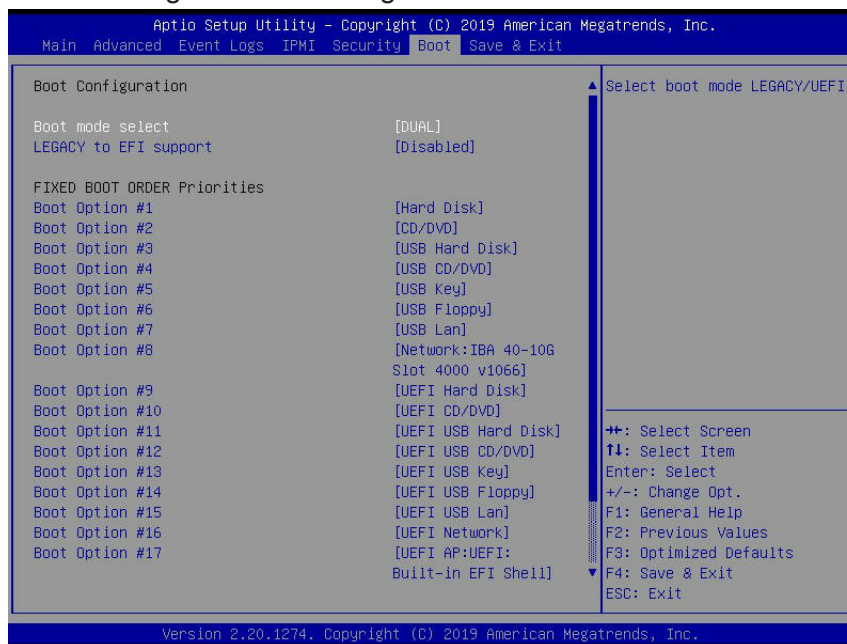 Aptio Setup Utility – Copyright (C) 2019 American Megatrends, Inc.
Main Advanced Event Logs IPMI Security Boot Save & Exit
Boot Configuration
Select boot mode LEGACY/UEFI
Boot mode select [DUAL]
LEGACY to EFI support [Disabled]
FIXED BOOT ORDER Priorities
Boot Option #1 [Hard Disk]
Boot Option #2 [CD/DVD]
Boot Option #3 [USB Hard Disk]
Boot Option #4 [USB CD/DVD]
Boot Option #5 [USB Key]
Boot Option #6 [USB Floppy]
Boot Option #7 [USB Lan]
Boot Option #8 [Network:IBA 40-10G
Slot 4000 v1066]
Boot Option #9 [UEFI Hard Disk]
Boot Option #10 [UEFI CD/DVD]
Boot Option #11 [UEFI USB Hard Disk]
Boot Option #12 [UEFI USB CD/DVD]
Boot Option #13 [UEFI USB Key]
Boot Option #14 [UEFI USB Floppy]
Boot Option #15 [UEFI USB Lan]
Boot Option #16 [UEFI Network]
Boot Option #17 [UEFI AP:UEFI:
Built-in EFI Shell]
→←: Select Screen
↑↓: Select Item
Enter: Select
+/-: Change Opt.
F1: General Help
F2: Previous Values
F3: Optimized Defaults
F4: Save & Exit
ESC: Exit
Version 2.20.1274. Copyright (C) 2019 American Megatrends, Inc.